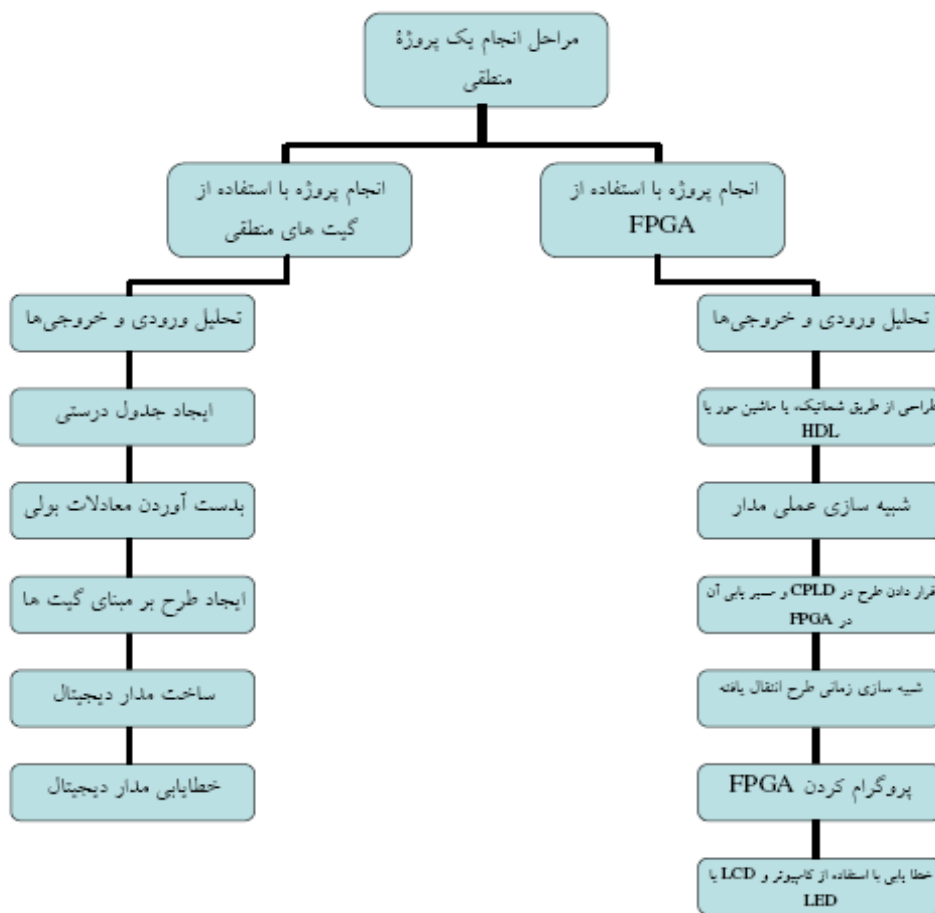 مراحل انجام یک پروژهٔ
منطقی
انجام پروژه با استفاده از
گیت های منطقی
انجام پروژه با استفاده از
FPGA
تحلیل ورودی و خروجی‌ها
ایجاد جدول درستی
بدست آوردن معادلات بولی
ایجاد طرح بر مبنای گیت ها
ساخت مدار دیجیتال
خطایابی مدار دیجیتال
تحلیل ورودی و خروجی‌ها
طراحی از طریق شماتیک، یا ماشین مور یا
HDL
شبیه سازی عملی مدار
قرار دادن طرح در CPLD و مسیر یابی آن
در FPGA
شبیه سازی زمانی طرح انتقال یافته
پروگرام کردن FPGA
خطا یابی با استفاده از کامپیوتر و LCD یا
LED